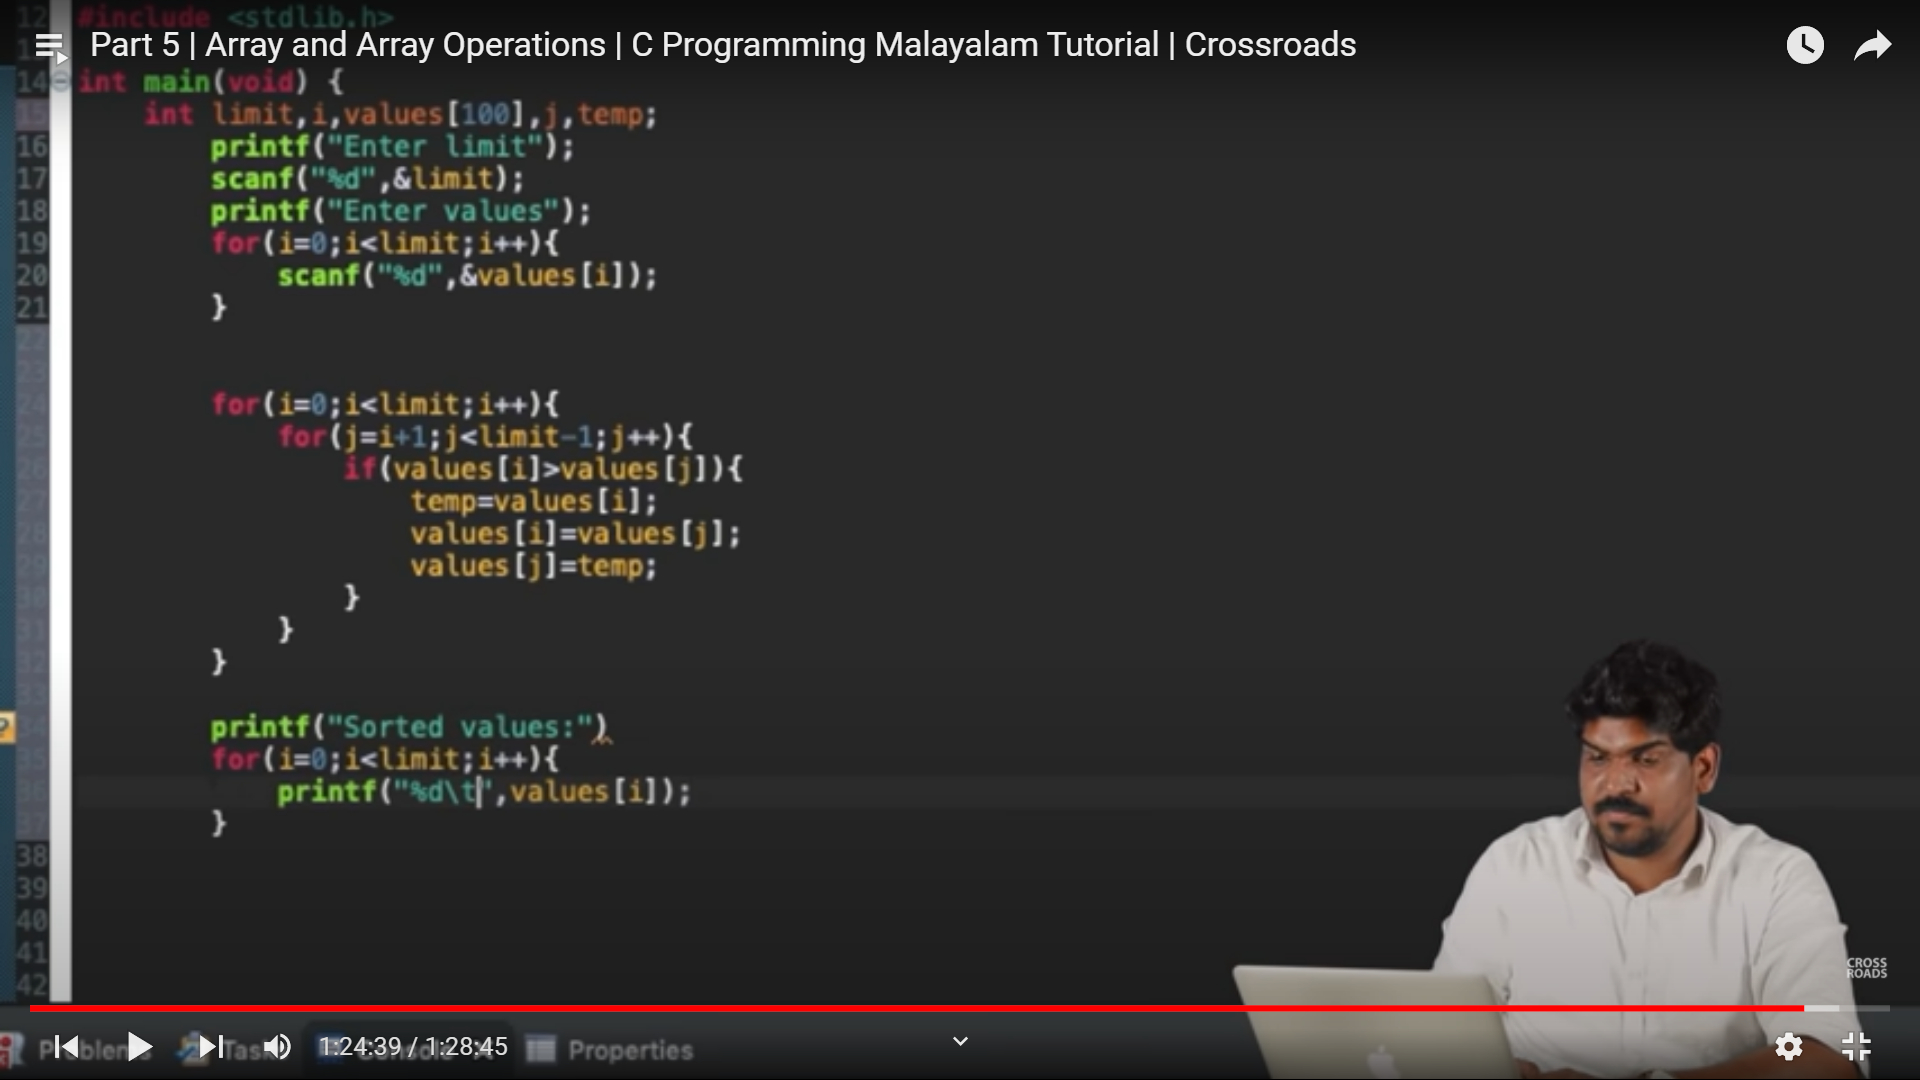 12 #include <stdlib.h>
Part 5 | Array and Array Operations | C Programming Malayalam Tutorial | Crossroads
14 int main(void) {
15 int limit,i,values[100],j,temp;
16 printf("Enter limit");
17 scanf("%d",&limit);
18 printf("Enter values");
19 for(i=0;i<limit;i++){
20 scanf("%d",&values[i]);
21 }
22
23
24 for(i=0;i<limit;i++){
25 for(j=i+1;j<limit-1;j++){
26 if(values[i]>values[j]){
27 temp=values[i];
28 values[i]=values[j];
29 values[j]=temp;
30 }
31 }
32 }
33
34 printf("Sorted values:")
35 for(i=0;i<limit;i++){
36 printf("%d\t",values[i]);
37 }
38
39
40
41
42
CROSS
ROADS
Problems Tasks 1:24:39 / 1:28:45 Properties